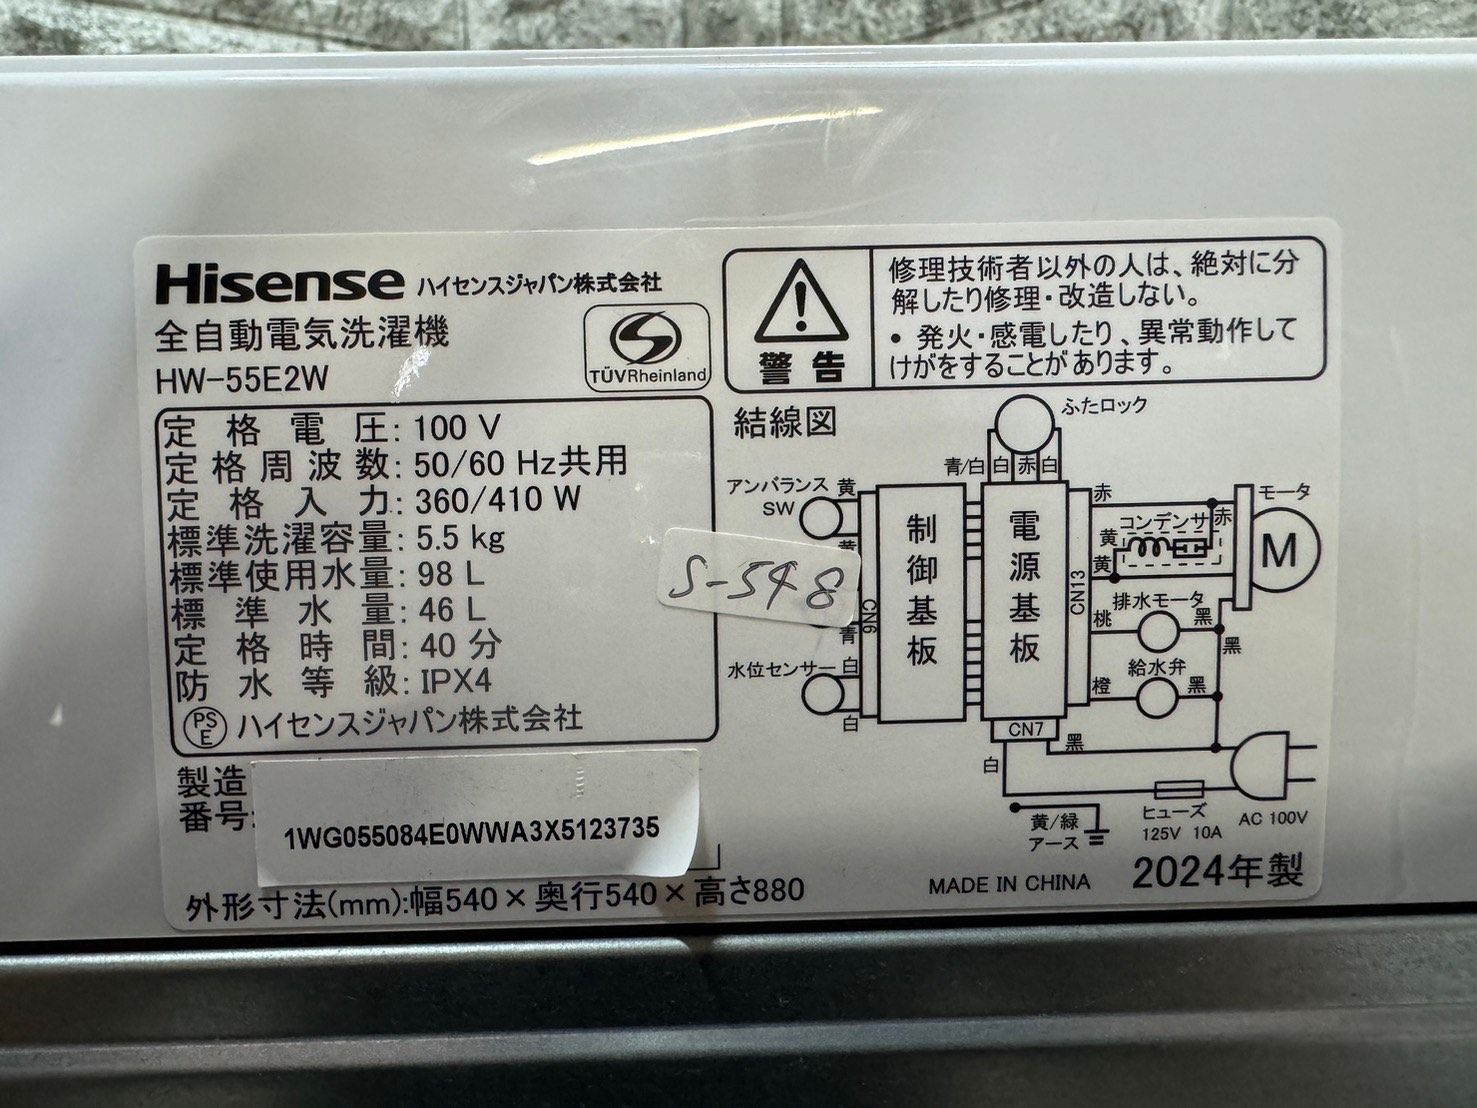 Hisense ハイセンスジャパン株式会社
全自動電気洗濯機
HW-55E2W
TÜVRheinland
定格電圧: 100 V
定格周波数: 50/60 Hz共用
定格入力: 360/410 W
標準洗濯容量: 5.5 kg
標準使用水量: 98 L
標準水量: 46 L
定格時間: 40 分
防水等級: IPX4
PSE ハイセンスジャパン株式会社
製造
番号:
1WG055084E0WWA3X5123735
外形寸法(mm):幅540×奥行540×高さ880
警告
修理技術者以外の人は、絶対に分
解したり修理・改造しない。
• 発火・感電したり、異常動作して
けがをすることがあります。
結線図
ふたロック
青/白 白 赤 白
アンバランス
SW
黄
黄
S-548
青
水位センサー
白
白
CN6
制御基板
電源基板
CN13
CN7
赤
コンデンサ
赤
黄
黄
モータ
M
排水モータ
桃
黒
黒
給水弁
橙
黒
黒
白
ヒューズ
125V 10A
AC 100V
黄/緑
アース
MADE IN CHINA
2024年製